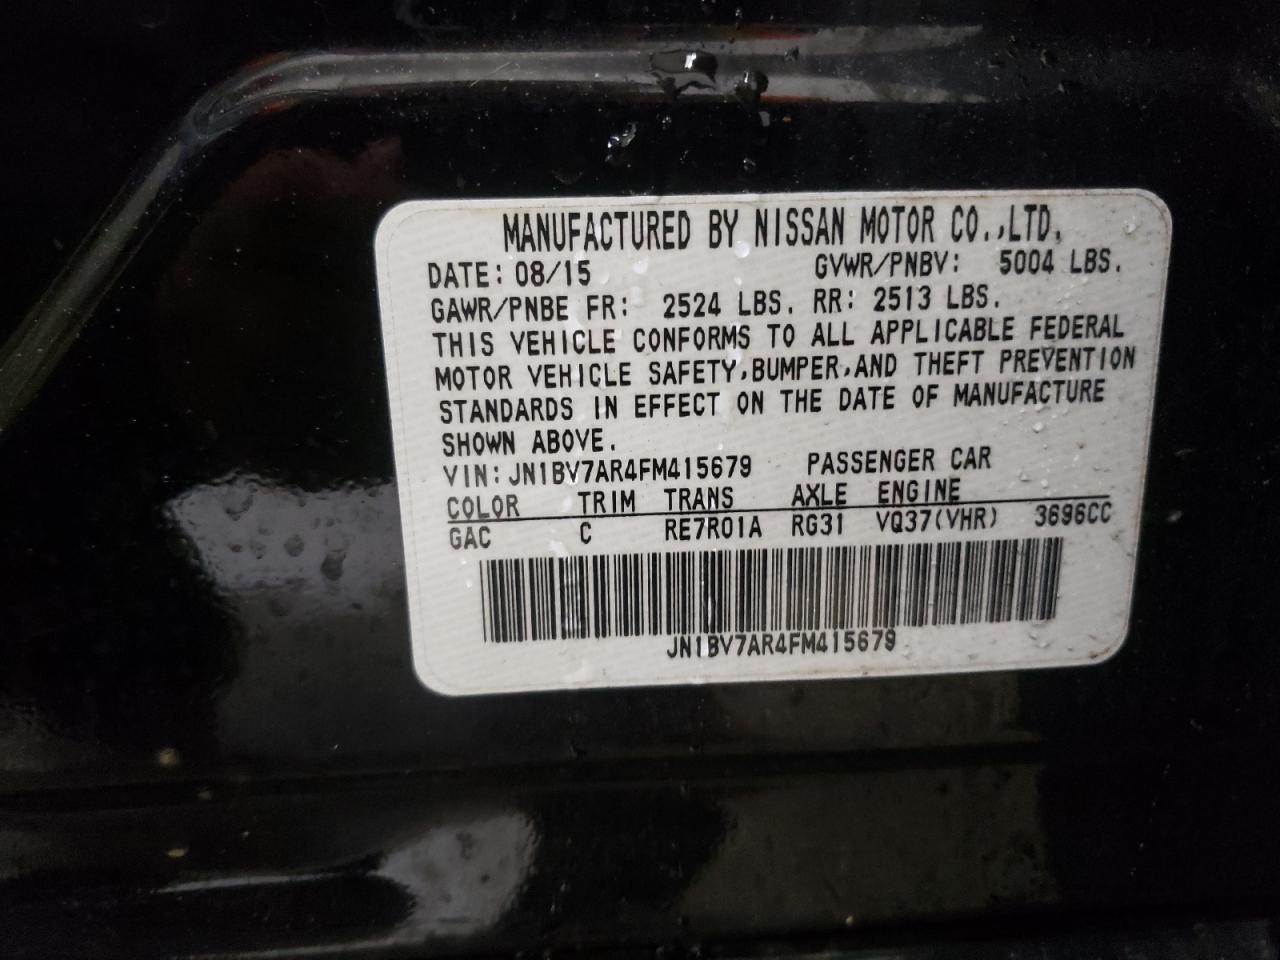 MANUFACTURED BY NISSAN MOTOR CO.,LTD.
DATE: 08/15 GVWR/PNBV: 5004 LBS.
GAWR/PNBE FR: 2524 LBS. RR: 2513 LBS.
THIS VEHICLE CONFORMS TO ALL APPLICABLE FEDERAL
MOTOR VEHICLE SAFETY,BUMPER,AND THEFT PREVENTION
STANDARDS IN EFFECT ON THE DATE OF MANUFACTURE
SHOWN ABOVE.
VIN: JN1BV7AR4FM415679 PASSENGER CAR
COLOR TRIM TRANS AXLE ENGINE
GAC C RE7R01A RG31 VQ37(VHR) 3696CC
JN1BV7AR4FM415679